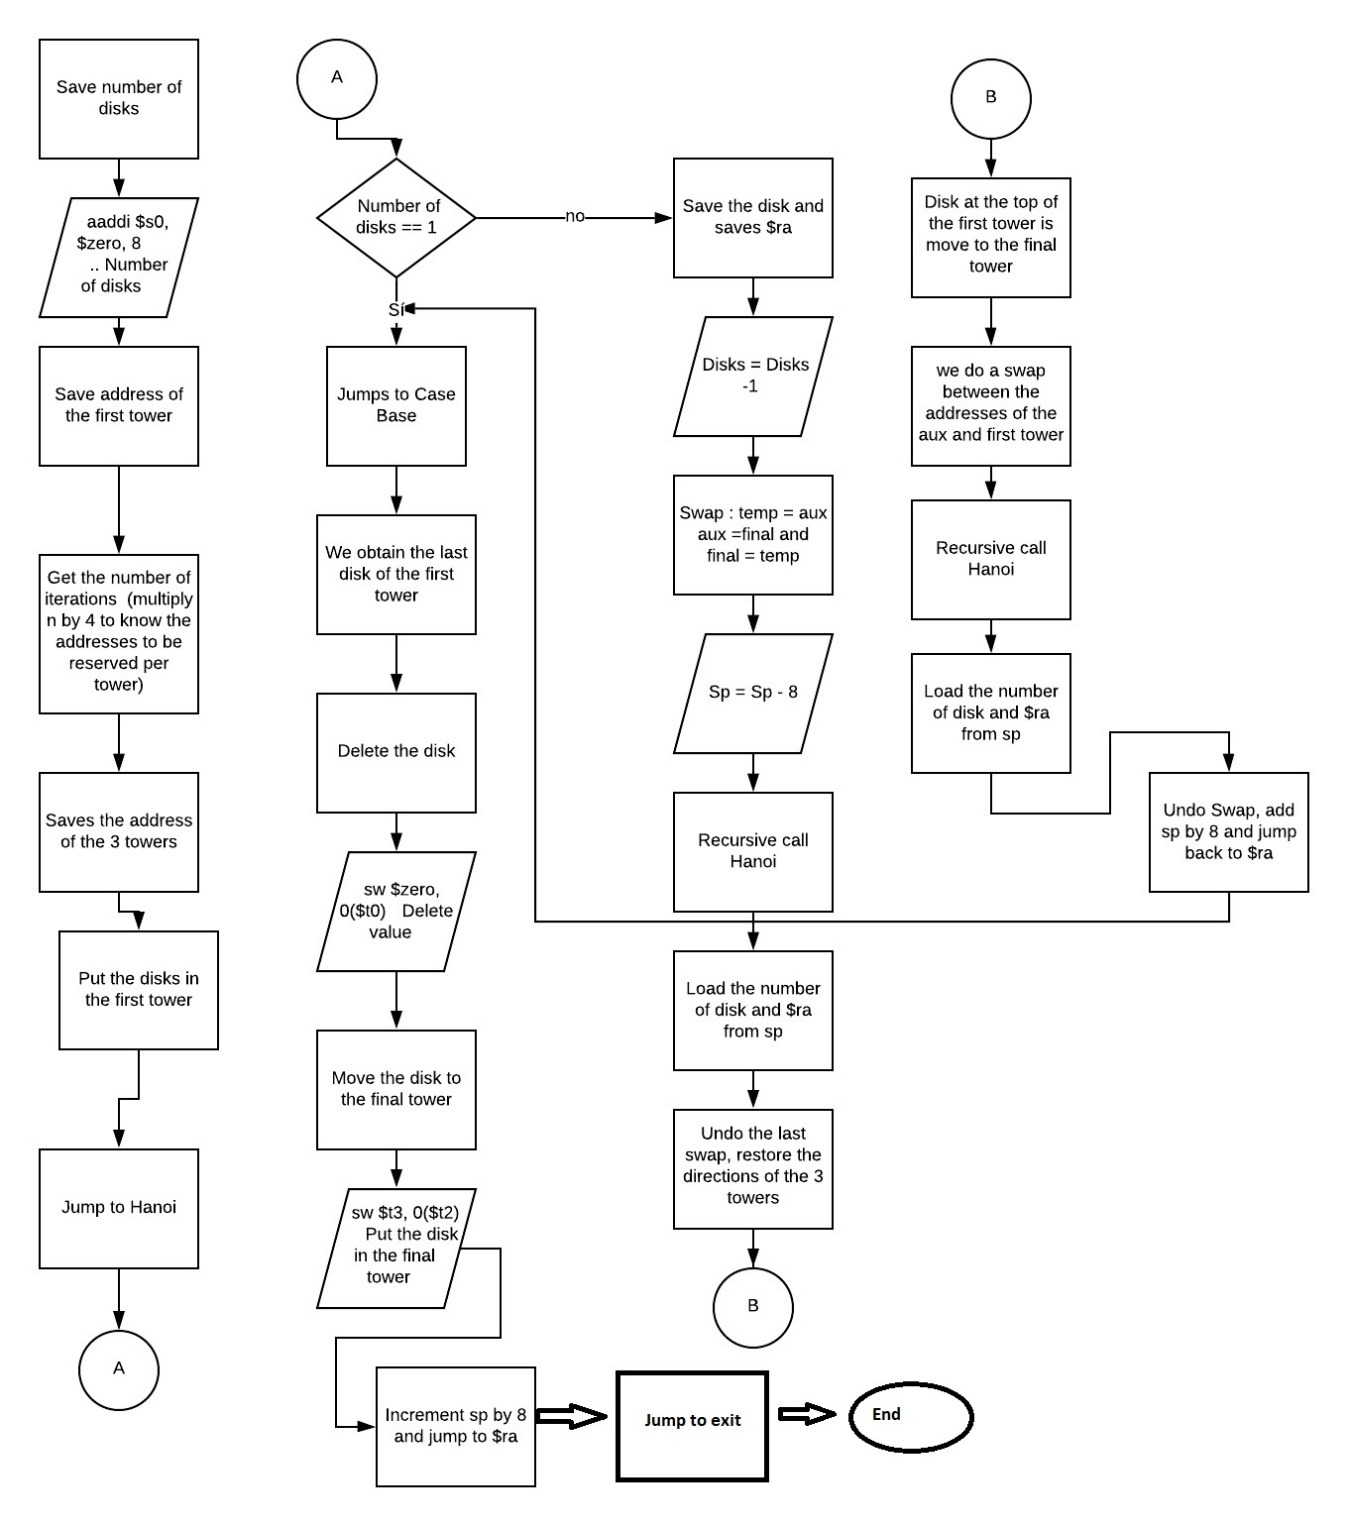 Save number of
disks
aaddi $s0,
$zero, 8
.. Number
of disks
Save address of
the first tower
Get the number of
iterations (multiply
n by 4 to know the
addresses to be
reserved per
tower)
Saves the address
of the 3 towers
Put the disks in
the first tower
Jump to Hanoi
A
A
Number of
disks == 1
no
Sí
Jumps to Case
Base
We obtain the last
disk of the first
tower
Delete the disk
sw $zero,
0($t0) Delete
value
Move the disk to
the final tower
sw $t3, 0($t2)
Put the disk
in the final
tower
Increment sp by 8
and jump to $ra
Jump to exit
End
Save the disk and
saves $ra
Disks = Disks
-1
Swap : temp = aux
aux =final and
final = temp
Sp = Sp - 8
Recursive call
Hanoi
Load the number
of disk and $ra
from sp
Undo the last
swap, restore the
directions of the 3
towers
B
B
Disk at the top of
the first tower is
move to the final
tower
we do a swap
between the
addresses of the
aux and first tower
Recursive call
Hanoi
Load the number
of disk and $ra
from sp
Undo Swap, add
sp by 8 and jump
back to $ra